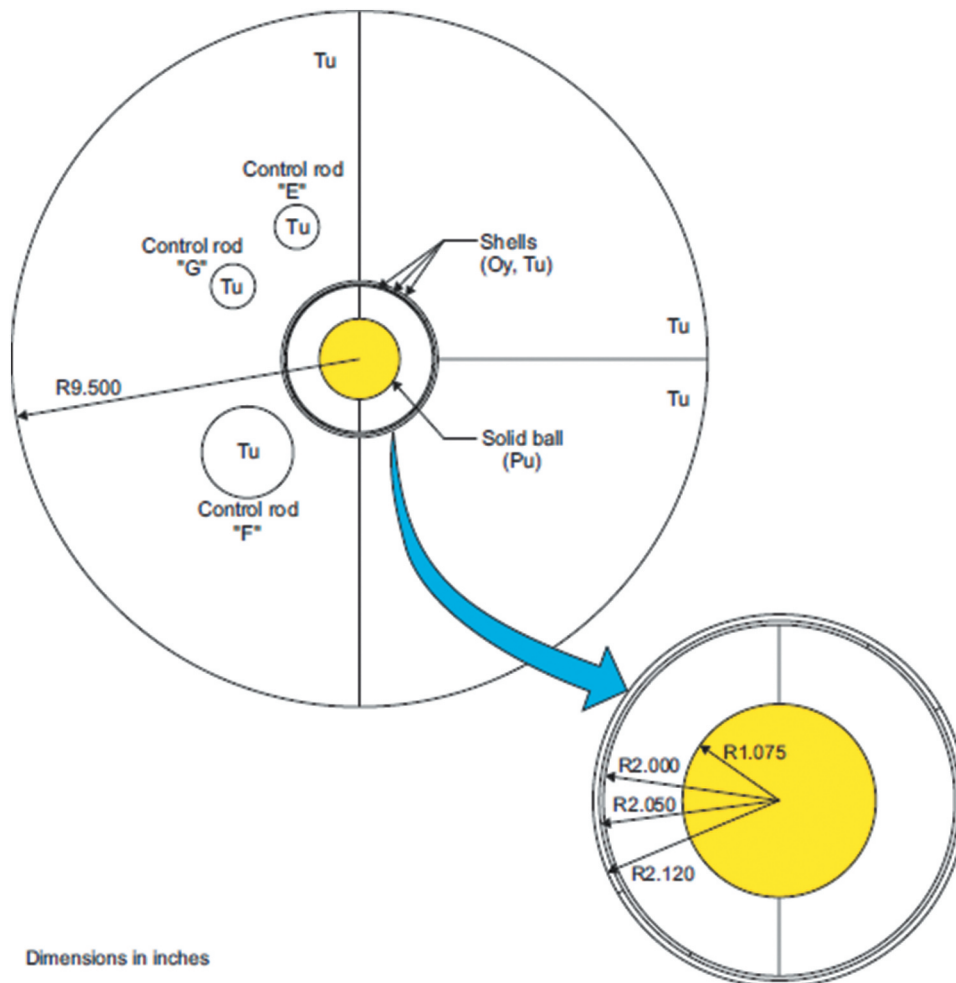 Tu
Control rod
"E"
Tu
Control rod
"G"
Tu
Shells
(Oy, Tu)
Tu
R9.500
Tu
Tu
Solid ball
(Pu)
Control rod
"F"
R1.075
R2.000
R2.050
R2.120
Dimensions in inches